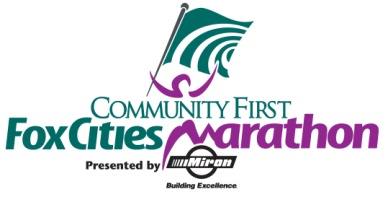 COMMUNITY FIRST
Fox Cities Marathon
Presented by Miron
Building Excellence